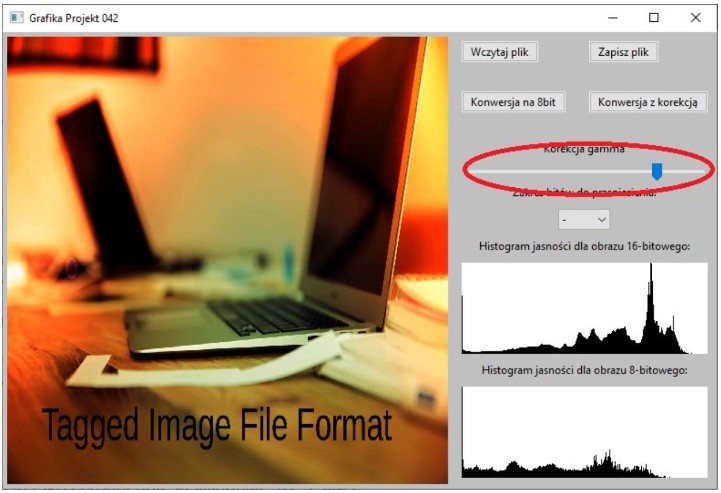 Grafika Projekt 042
Wczytaj plik
Zapisz plik
Konwersja na 8bit
Konwersja z korekcją
Korekcja gamma
Zakres bitów do przeniesienia:
-
Histogram jasności dla obrazu 16-bitowego:
Histogram jasności dla obrazu 8-bitowego:
Tagged Image File Format